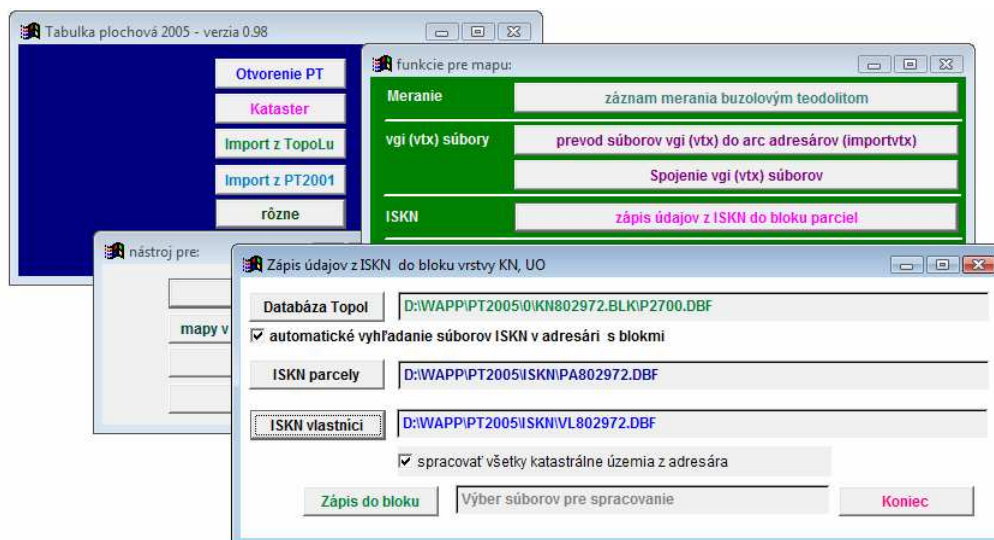 Tabulka plochová 2005 - verzia 0.98
Otvorenie PT
Kataster
Import z TopoLu
Import z PT2001
rôzne
funkcie pre mapu:
Meranie
záznam merania buzolovým teodolitom
vgi (vtx) súbory
prevod súborov vgi (vtx) do arc adresárov (importvtx)
Spojenie vgi (vtx) súborov
ISKN
zápis údajov z ISKN do bloku parciel
nástroj pre:
mapy v
Zápis údajov z ISKN do bloku vrstvy KN, UO
Databáza Topol
D:\WAPP\PT2005\0\KN802972.BLK\P2700.DBF
automatické vyhľadanie súborov ISKN v adresári s blokmi
ISKN parcely
D:\WAPP\PT2005\ISKN\PA802972.DBF
ISKN vlastníci
D:\WAPP\PT2005\ISKN\VL802972.DBF
spracovať všetky katastrálne územia z adresára
Zápis do bloku
Výber súborov pre spracovanie
Koniec